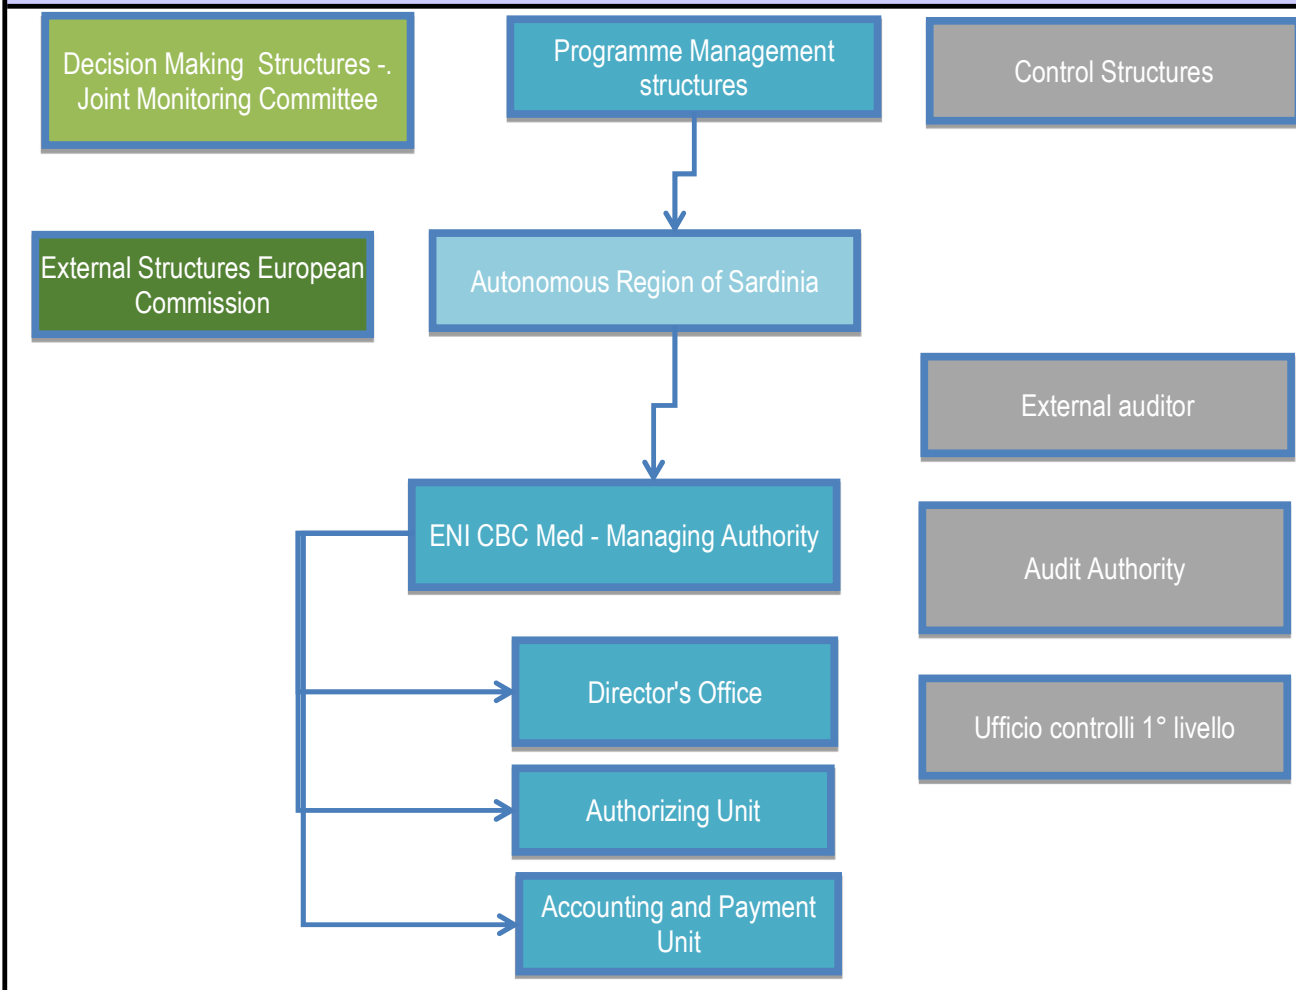 Decision Making Structures -.
Joint Monitoring Committee
Programme Management
structures
Control Structures
External Structures European
Commission
Autonomous Region of Sardinia
External auditor
ENI CBC Med - Managing Authority
Audit Authority
Director's Office
Ufficio controlli 1° livello
Authorizing Unit
Accounting and Payment
Unit